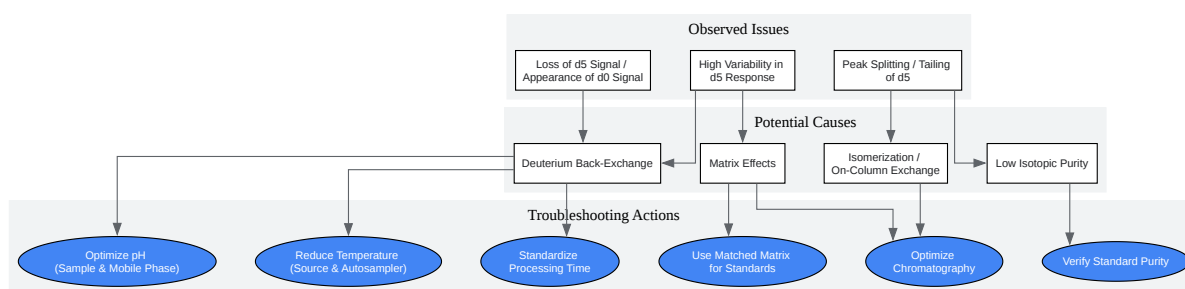 Observed Issues
Loss of d5 Signal /
Appearance of d0 Signal
High Variability in
d5 Response
Peak Splitting / Tailing
of d5
Potential Causes
Deuterium Back-Exchange
Matrix Effects
Isomerization /
On-Column Exchange
Low Isotopic Purity
Troubleshooting Actions
Optimize pH
(Sample & Mobile Phase)
Reduce Temperature
(Source & Autosampler)
Standardize
Processing Time
Use Matched Matrix
for Standards
Optimize
Chromatography
Verify Standard Purity